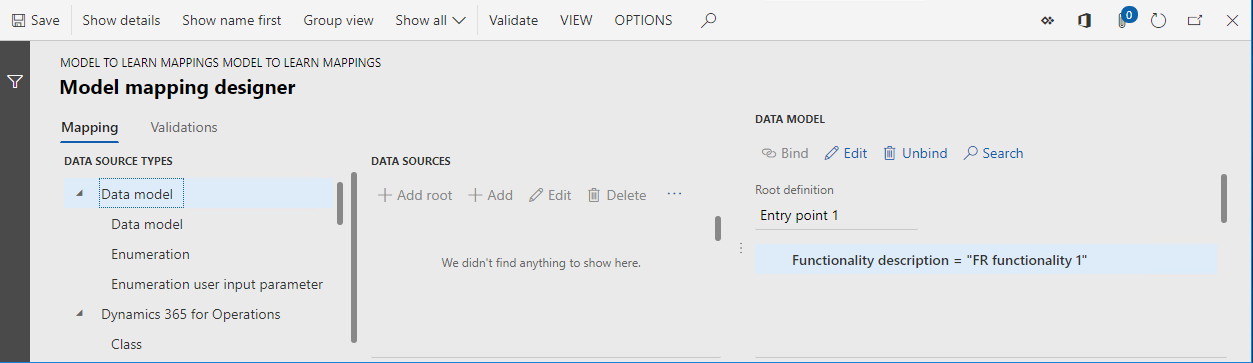 Save Show details Show name first Group view Show all Validate VIEW OPTIONS 0
MODEL TO LEARN MAPPINGS MODEL TO LEARN MAPPINGS
Model mapping designer
Mapping Validations
DATA SOURCE TYPES
Data model
Data model
Enumeration
Enumeration user input parameter
Dynamics 365 for Operations
Class
DATA SOURCES
+ Add root + Add Edit Delete ...
We didn't find anything to show here.
DATA MODEL
Bind Edit Unbind Search
Root definition
Entry point 1
Functionality description = "FR functionality 1"